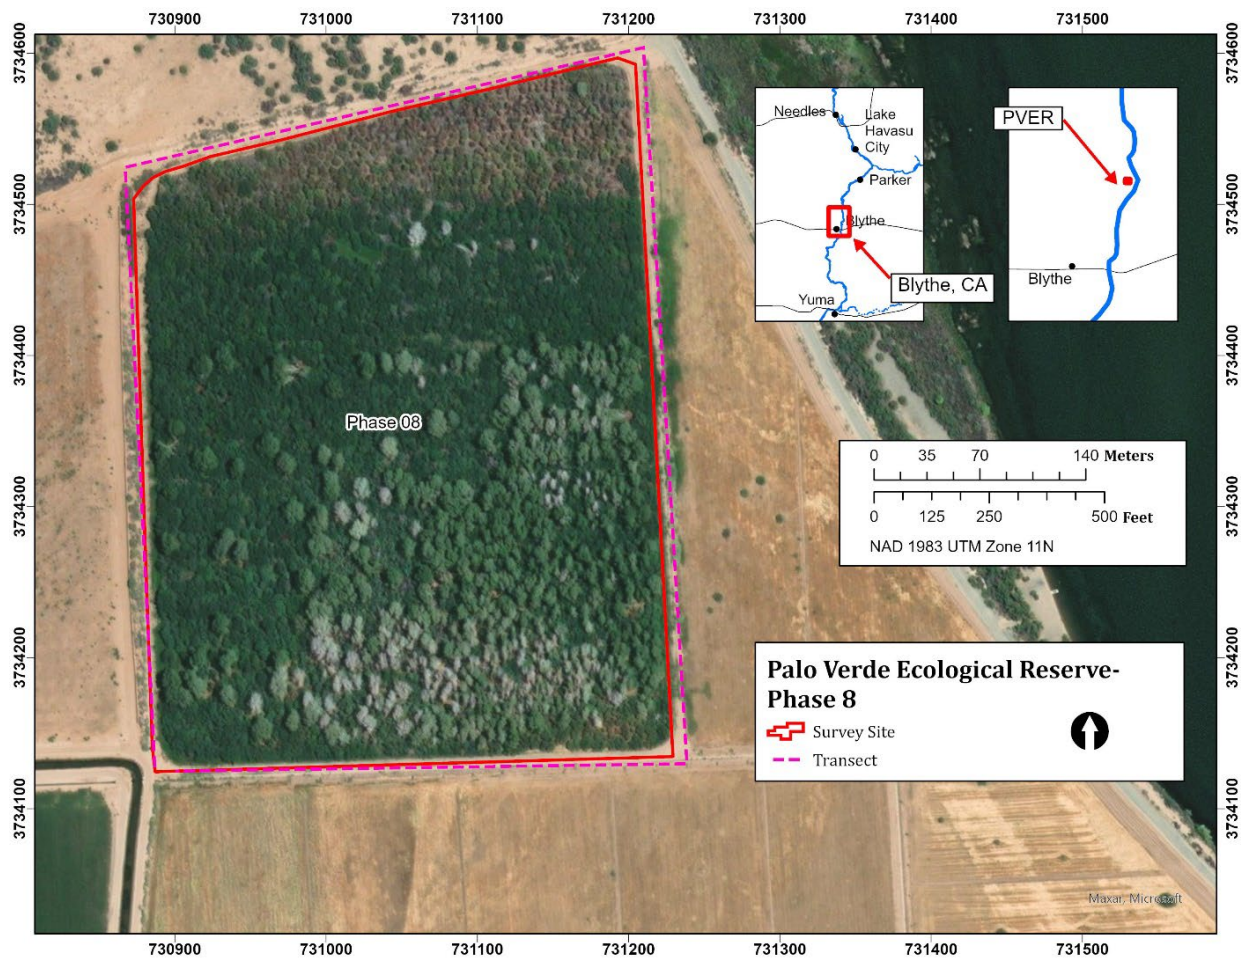 730900 731000 731100 731200 731300 731400 731500
3734600
3734500
3734400
3734300
3734200
3734100
Phase 08
Needles
Lake
Havasu
City
Parker
Blythe
Blythe, CA
Yuma
PVER
Blythe
0 35 70 140 Meters
0 125 250 500 Feet
NAD 1983 UTM Zone 11N
Palo Verde Ecological Reserve-
Phase 8
Survey Site
Transect
Maxar, Microsoft
3734600
3734500
3734400
3734300
3734200
3734100
730900 731000 731100 731200 731300 731400 731500